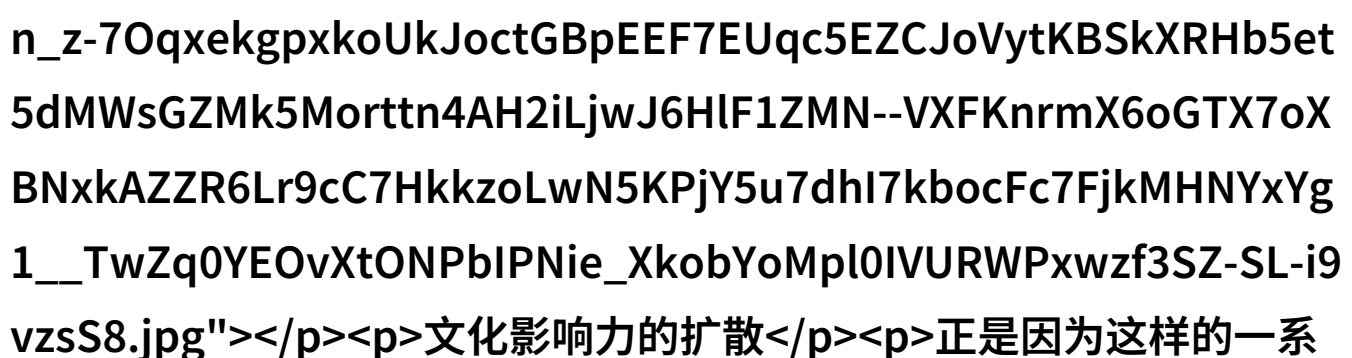 n_z-7OqxekgpxkoUkJoctGBpEEF7EUqc5EZCJoVytKBSkXRHb5et
5dMWsGZMk5Morttn4AH2iLjwJ6HlF1ZMN--VXFKnrmX6oGTX7oX
BNxkAZZR6Lr9cC7HkkzoLwN5KPjY5u7dhI7kbocFc7FjkMHNYxYg
1__TwZq0YEOvXtONPbIPNie_XkobYoMpl0IVURWPxwzf3SZ-SL-i9
vzsS8.jpg"></p><p>文化影响力的扩散</p><p>正是因为这样的一系